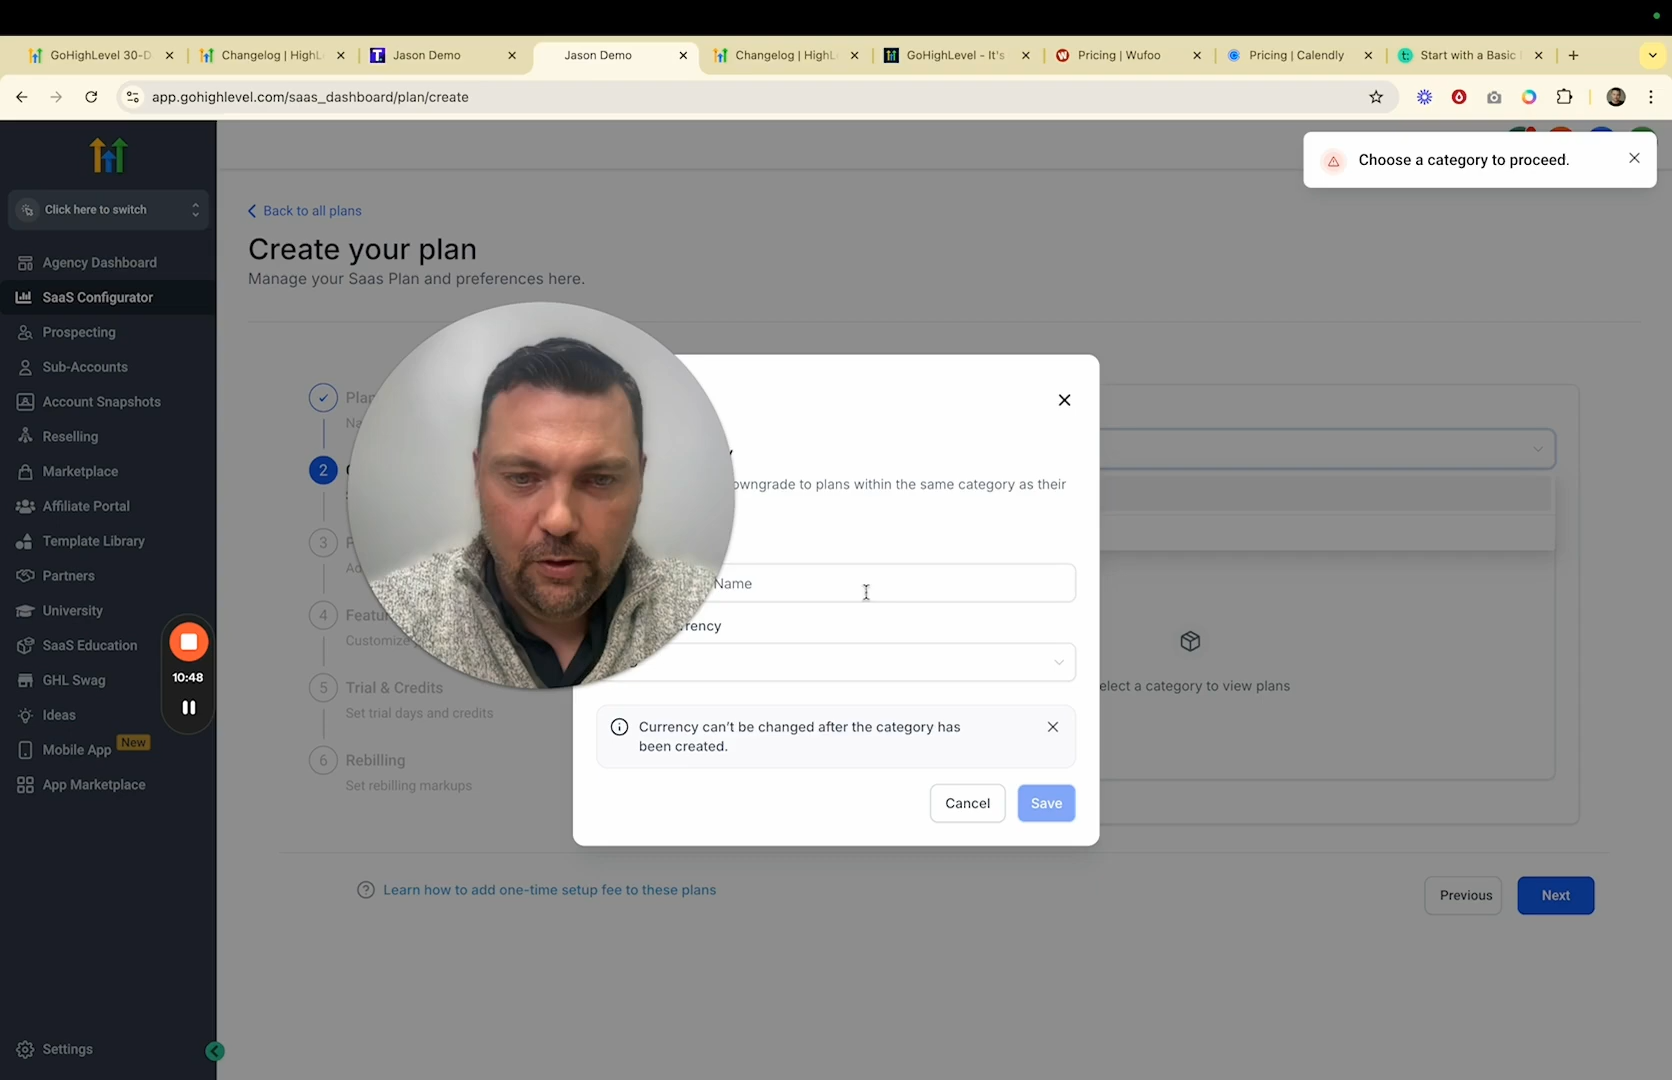 GoHighLevel 30-D
Changelog | HighL
Jason Demo
Jason Demo
Changelog | HighL
GoHighLevel - It's
Pricing | Wufoo
Pricing | Calendly
Start with a Basic
app.gohighlevel.com/saas_dashboard/plan/create
Click here to switch
Agency Dashboard
SaaS Configurator
Prospecting
Sub-Accounts
Account Snapshots
Reselling
Marketplace
Affiliate Portal
Template Library
Partners
University
SaaS Education
GHL Swag
Ideas
Mobile App New
App Marketplace
Settings
10:48
Choose a category to proceed.
Back to all plans
Create your plan
Manage your Saas Plan and preferences here.
2
3
4
5 Trial & Credits
Set trial days and credits
6 Rebilling
Set rebilling markups
to plans within the same category as their
Name
Currency can't be changed after the category has
been created.
Cancel
Save
a category to view plans
Learn how to add one-time setup fee to these plans
Previous
Next